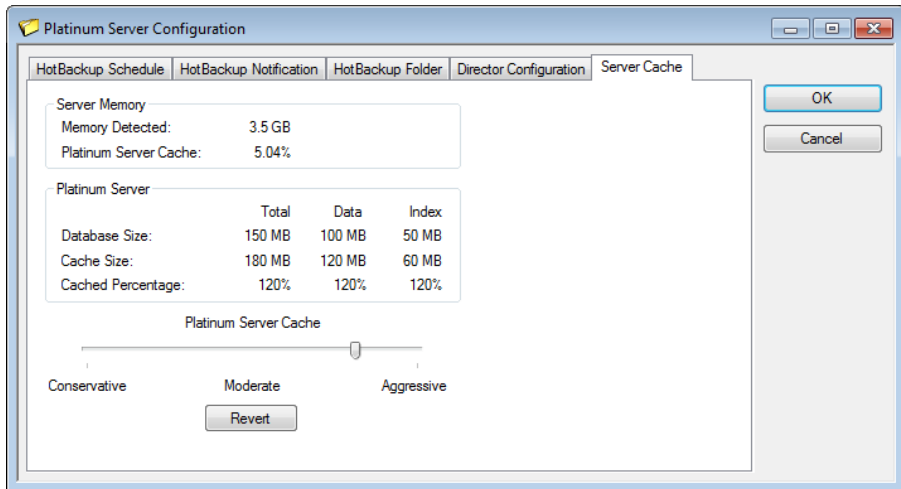 Platinum Server Configuration
HotBackup Schedule HotBackup Notification HotBackup Folder Director Configuration Server Cache
OK
Cancel
Server Memory
Memory Detected: 3.5 GB
Platinum Server Cache: 5.04%
Platinum Server
Total Data Index
Database Size: 150 MB 100 MB 50 MB
Cache Size: 180 MB 120 MB 60 MB
Cached Percentage: 120% 120% 120%
Platinum Server Cache
Conservative Moderate Aggressive
Revert